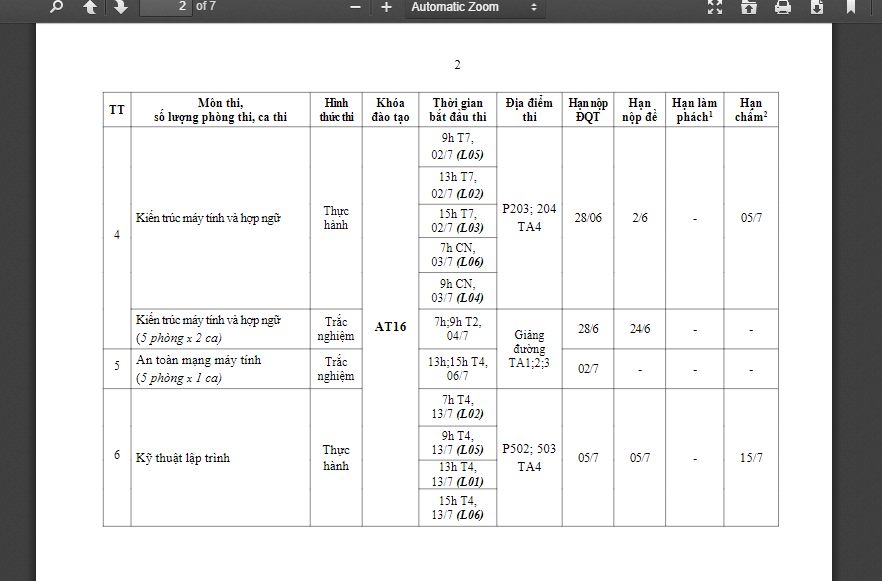 2 of 7
Automatic Zoom
2
TT
Môn thi,
số lượng phòng thi, ca thi
Hình
thức thi
Khóa
đào tạo
Thời gian
bắt đầu thi
Địa điểm
thi
Hạn nộp
ĐQT
Hạn
nộp đề
Hạn làm
phách1
Hạn
chấm2
4
Kiến trúc máy tính và hợp ngữ
Thực
hành
AT16
9h T7,
02/7 (L05)
13h T7,
02/7 (L02)
15h T7,
02/7 (L03)
7h CN,
03/7 (L06)
9h CN,
03/7 (L04)
P203; 204
TA4
28/06
2/6
-
05/7
Kiến trúc máy tính và hợp ngữ
(5 phòng x 2 ca)
Trắc
nghiệm
7h;9h T2,
04/7
Giảng
đường
TA1;2;3
28/6
24/6
-
-
5
An toàn mạng máy tính
(5 phòng x 1 ca)
Trắc
nghiệm
13h;15h T4,
06/7
02/7
-
-
-
6
Kỹ thuật lập trình
Thực
hành
7h T4,
13/7 (L02)
9h T4,
13/7 (L05)
13h T4,
13/7 (L01)
15h T4,
13/7 (L06)
P502; 503
TA4
05/7
05/7
-
15/7